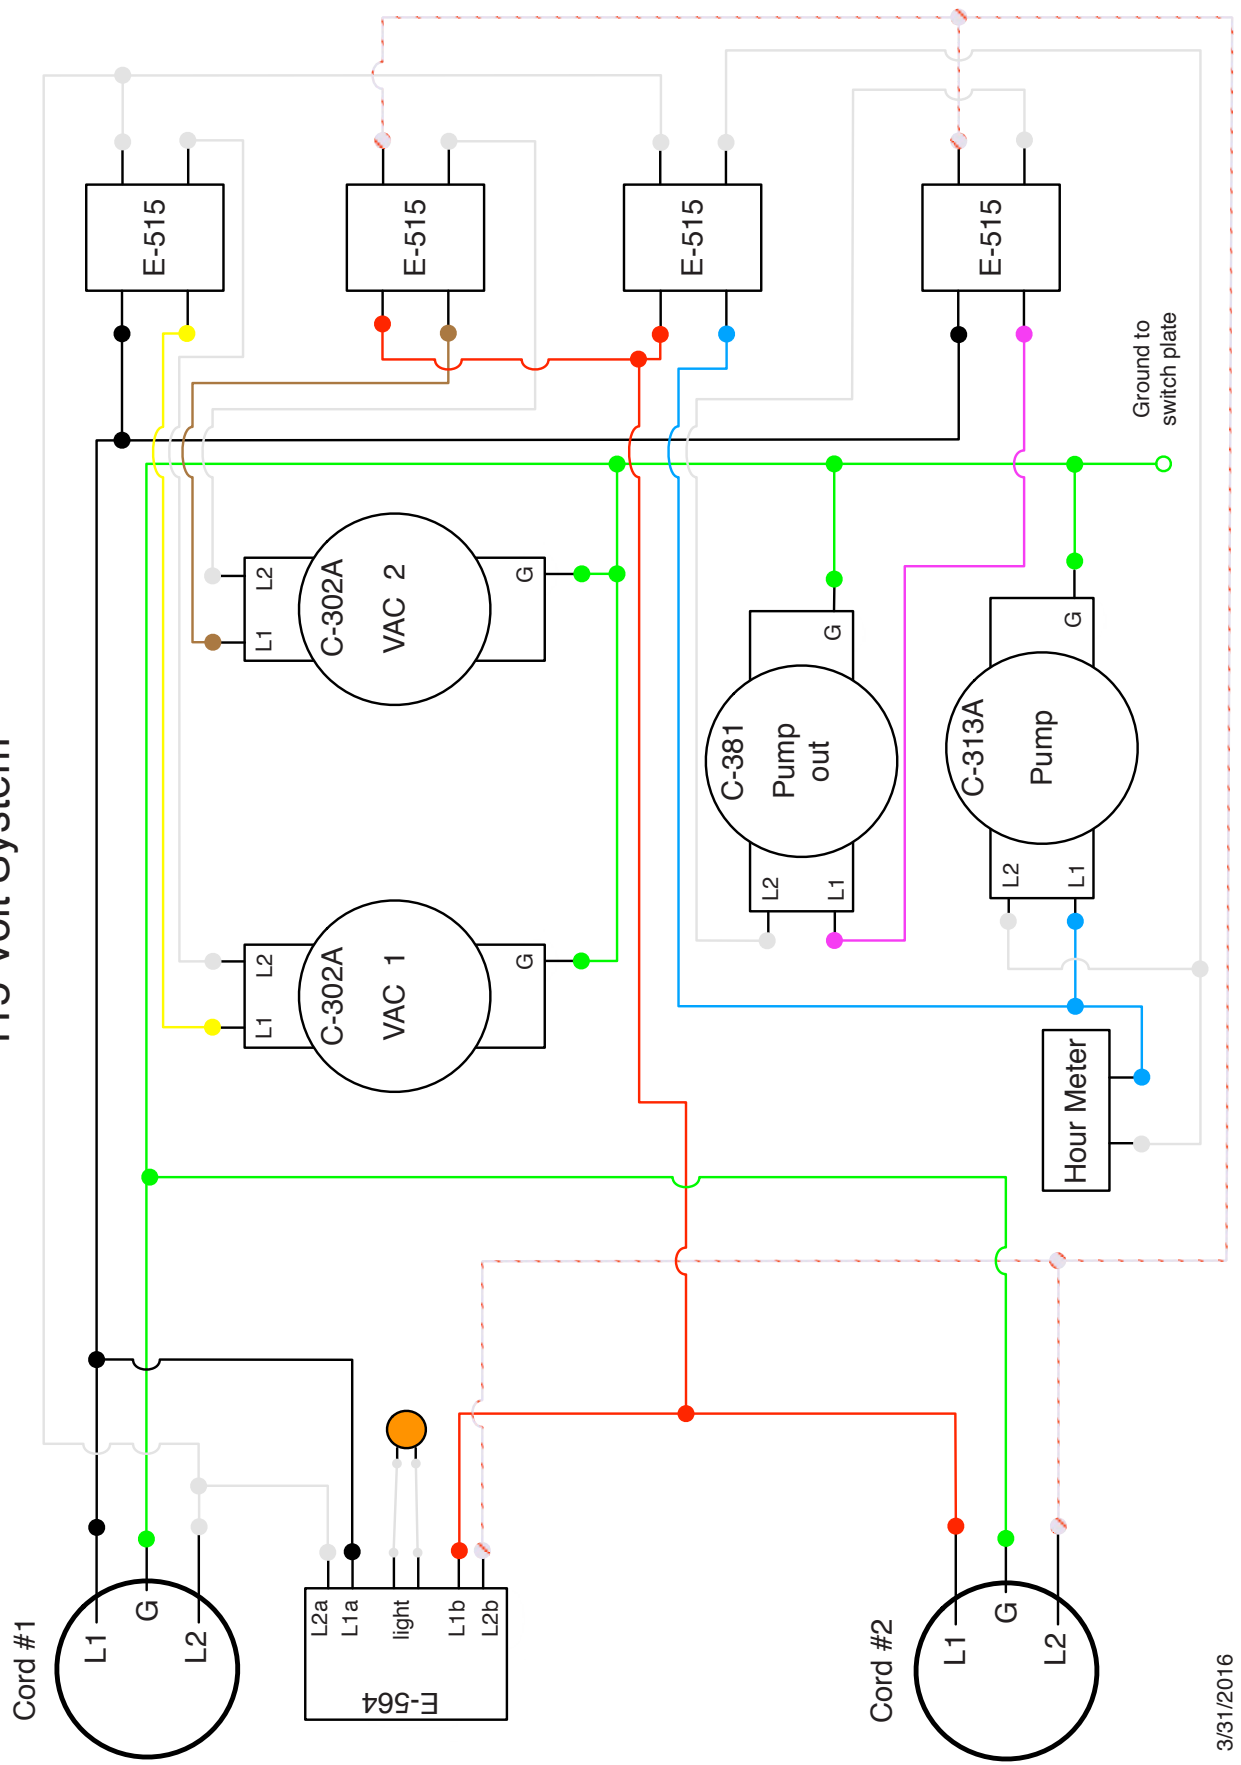 115 Volt System
Cord #1
L1
G
L2
E-564
L2a
L1a
light
L1b
L2b
Cord #2
L1
G
L2
C-302A
VAC 1
L1
L2
G
C-302A
VAC 2
L1
L2
G
C-381
Pump
out
L2
L1
G
C-313A
Pump
L2
L1
G
Hour Meter
E-515
E-515
E-515
E-515
Ground to
switch plate
3/31/2016